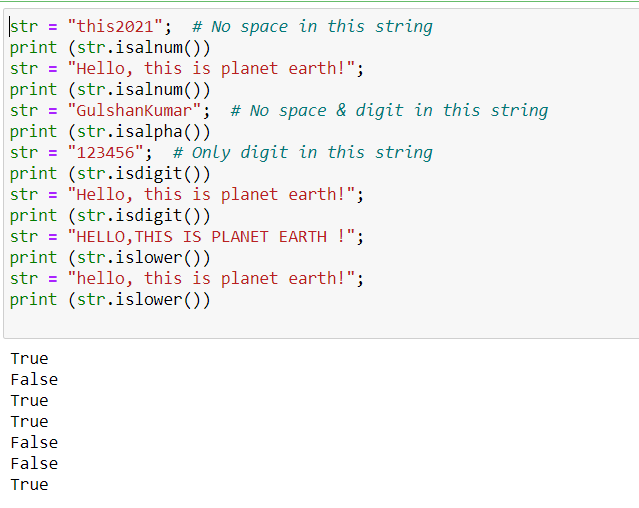 str = "this2021";  # No space in this string
print (str.isalnum())
str = "Hello, this is planet earth!";
print (str.isalnum())
str = "GulshanKumar";  # No space & digit in this string
print (str.isalpha())
str = "123456";  # Only digit in this string
print (str.isdigit())
str = "Hello, this is planet earth!";
print (str.isdigit())
str = "HELLO,THIS IS PLANET EARTH !";
print (str.islower())
str = "hello, this is planet earth!";
print (str.islower())
True
False
True
True
False
False
True